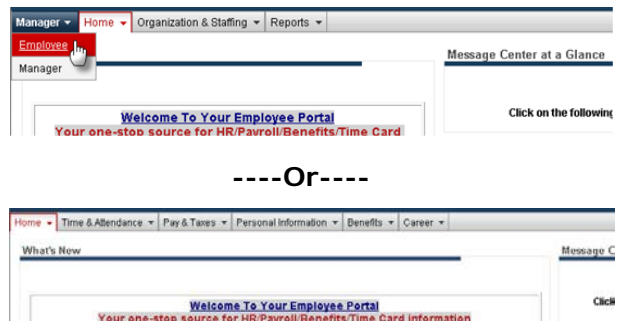 Manager Home Organization & Staffing Reports
Employee
Manager
Message Center at a Glance
Click on the following
Welcome To Your Employee Portal
Your one-stop source for HR/Payroll/Benefits/Time Card
----Or----
Home Time & Attendance Pay & Taxes Personal Information Benefits Career
What's New Message C
Click
Welcome To Your Employee Portal
Your one-stop source for HR/Payroll/Benefits/Time Card information